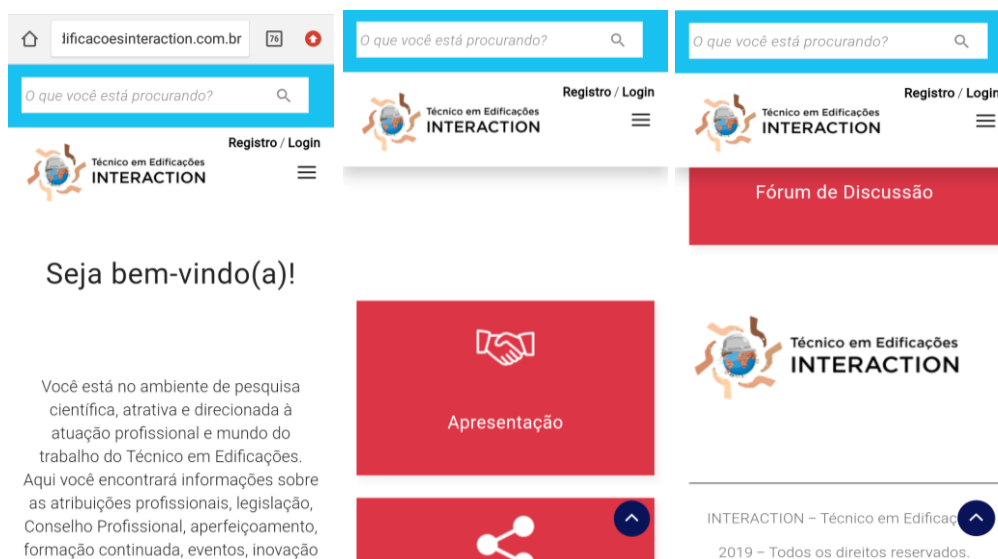 dificacoesinteraction.com.br
76
O que você está procurando?
Registro / Login
Técnico em Edificações
INTERACTION
Seja bem-vindo(a)!
Você está no ambiente de pesquisa
científica, atrativa e direcionada à
atuação profissional e mundo do
trabalho do Técnico em Edificações.
Aqui você encontrará informações sobre
as atribuições profissionais, legislação,
Conselho Profissional, aperfeiçoamento,
formação continuada, eventos, inovação
O que você está procurando?
Registro / Login
Técnico em Edificações
INTERACTION
Apresentação
O que você está procurando?
Registro / Login
Técnico em Edificações
INTERACTION
Fórum de Discussão
Técnico em Edificações
INTERACTION
INTERACTION – Técnico em Edificaç
2019 – Todos os direitos reservados.